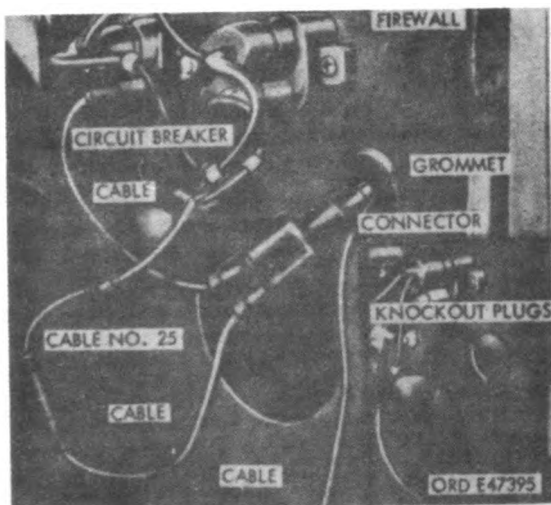 FIREWALL
CIRCUIT BREAKER
GROMMET
CABLE
CONNECTOR
KNOCKOUT PLUGS
CABLE NO. 25
CABLE
CABLE
ORD E47395